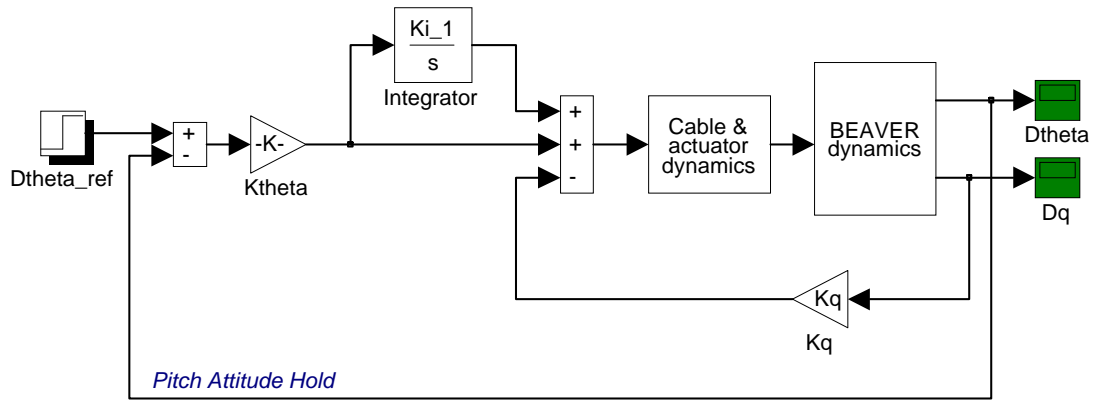 Ki_1
s
Integrator
+
-
Dtheta_ref
-K-
Ktheta
+
+
-
Cable &
actuator
dynamics
BEAVER
dynamics
Dtheta
Dq
Kq
Kq
Pitch Attitude Hold